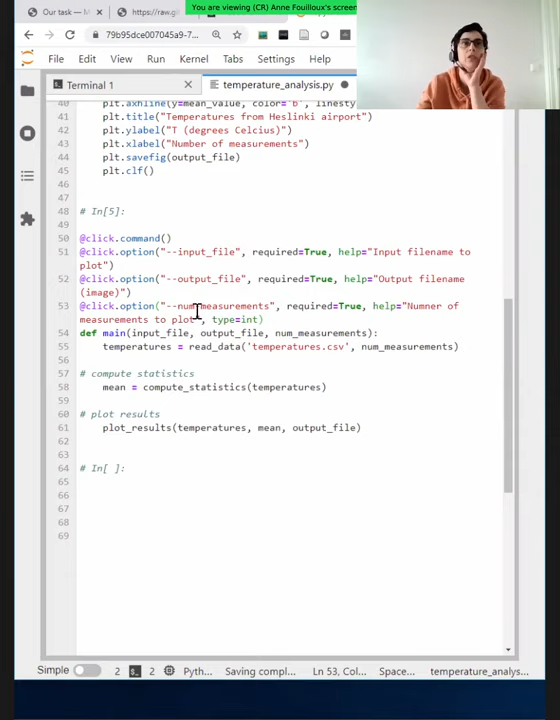 You are viewing (CR) Anne Fouilloux's screen
Our task — M
https://raw.gi
79b95dce007045a9-7...
File Edit View Run Kernel Tabs Settings Help
Terminal 1
temperature_analysis.py
40 plt.axhline(y=mean_value, color='b', linesty
41 plt.title("Temperatures from Heslinki airport")
42 plt.ylabel("T (degrees Celcius)")
43 plt.xlabel("Number of measurements")
44 plt.savefig(output_file)
45 plt.clf()
46
47
48 # In[5]:
49
50 @click.command()
51 @click.option("--input_file", required=True, help="Input filename to
plot")
52 @click.option("--output_file", required=True, help="Output filename
(image)")
53 @click.option("--num_measurements", required=True, help="Numner of
measurements to plot", type=int)
54 def main(input_file, output_file, num_measurements):
55 temperatures = read_data('temperatures.csv', num_measurements)
56
57 # compute statistics
58 mean = compute_statistics(temperatures)
59
60 # plot results
61 plot_results(temperatures, mean, output_file)
62
63
64 # In[ ]:
65
66
67
68
69
Simple 2 2 Pyth... Saving compl... Ln 53, Col... Space... temperature_analys...